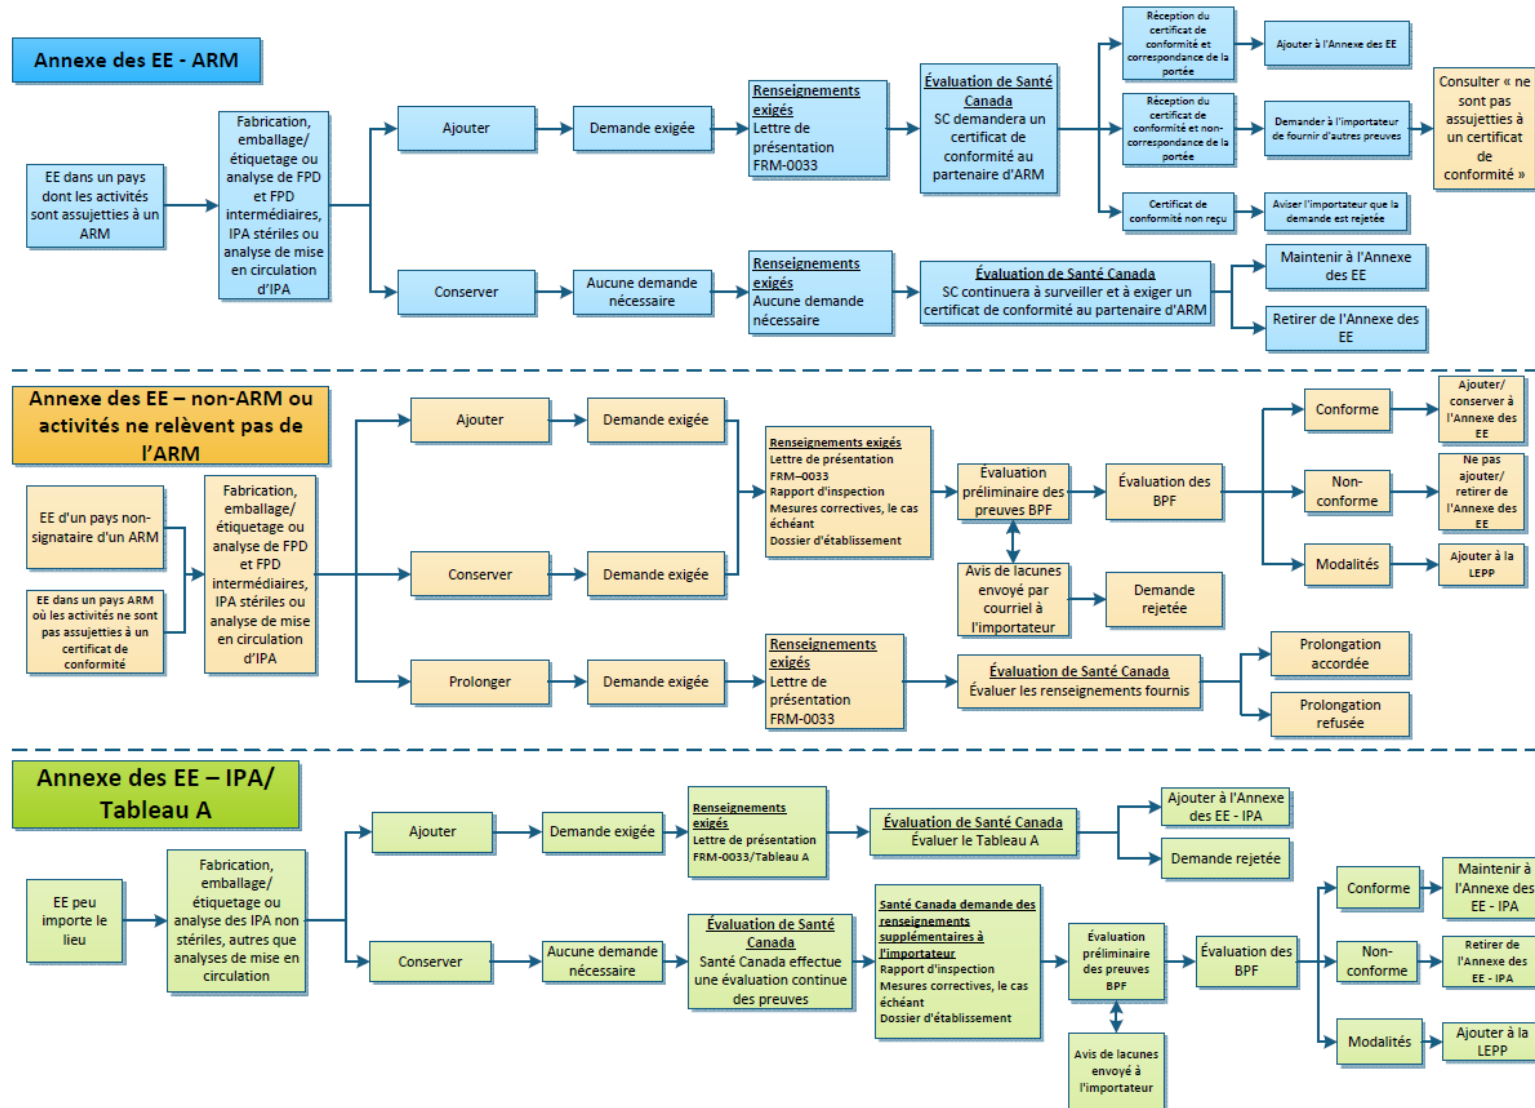 Annexe des EE - ARM
EE dans un pays
dont les activités
sont assujetties à un
ARM
Fabrication,
emballage/
étiquetage ou
analyse de FPD
et FPD
intermédiaires,
IPA stériles ou
analyse de mise
en circulation
d'IPA
Ajouter
Demande exigée
Renseignements
exigés
Lettre de
présentation
FRM-0033
Évaluation de Santé
Canada
SC demandera un
certificat de
conformité au
partenaire d'ARM
Réception du
certificat de
conformité et
correspondance de la
portée
Ajouter à l'Annexe des EE
Réception du
certificat de
conformité et non-
correspondance de la
portée
Demander à l'importateur
de fournir d'autres preuves
Consulter « ne
sont pas
assujetties à
un certificat
de
conformité »
Certificat de
conformité non reçu
Aviser l'importateur que la
demande est rejetée
Conserver
Aucune demande
nécessaire
Renseignements
exigés
Aucune demande
nécessaire
Évaluation de Santé Canada
SC continuera à surveiller et à exiger un
certificat de conformité au partenaire d'ARM
Maintenir à l'Annexe
des EE
Retirer de l'Annexe des
EE
Annexe des EE – non-ARM ou
activités ne relèvent pas de
l'ARM
EE d'un pays non-
signataire d'un ARM
EE dans un pays ARM
où les activités ne sont
pas assujetties à un
certificat de
conformité
Fabrication,
emballage/
étiquetage ou
analyse de FPD
et FPD
intermédiaires,
IPA stériles ou
analyse de mise
en circulation
d'IPA
Ajouter
Demande exigée
Conserver
Demande exigée
Renseignements exigés
Lettre de présentation
FRM–0033
Rapport d'inspection
Mesures correctives, le cas
échéant
Dossier d'établissement
Évaluation
préliminaire des
preuves BPF
Avis de lacunes
envoyé par
courriel à
l'importateur
Demande
rejetée
Évaluation des
BPF
Conforme
Ajouter/
conserver à
l'Annexe des
EE
Non-
conforme
Ne pas
ajouter/
retirer de
l'Annexe des
EE
Modalités
Ajouter à la
LEPP
Prolonger
Demande exigée
Renseignements
exigés
Lettre de
présentation
FRM-0033
Évaluation de Santé Canada
Évaluer les renseignements fournis
Prolongation
accordée
Prolongation
refusée
Annexe des EE – IPA/
Tableau A
EE peu
importe le
lieu
Fabrication,
emballage/
étiquetage ou
analyse des IPA non
stériles, autres que
analyses de mise en
circulation
Ajouter
Demande exigée
Renseignements
exigés
Lettre de présentation
FRM-0033/Tableau A
Évaluation de Santé Canada
Évaluer le Tableau A
Ajouter à l'Annexe
des EE - IPA
Demande rejetée
Conserver
Aucune demande
nécessaire
Évaluation de Santé
Canada
Santé Canada effectue
une évaluation continue
des preuves
Santé Canada demande des
renseignements
supplémentaires à
l'importateur
Rapport d'inspection
Mesures correctives, le cas
échéant
Dossier d'établissement
Évaluation
préliminaire
des preuves
BPF
Avis de lacunes
envoyé à
l'importateur
Évaluation des
BPF
Conforme
Maintenir à
l'Annexe des
EE - IPA
Non-
conforme
Retirer de
l'Annexe des
EE - IPA
Modalités
Ajouter à la
LEPP